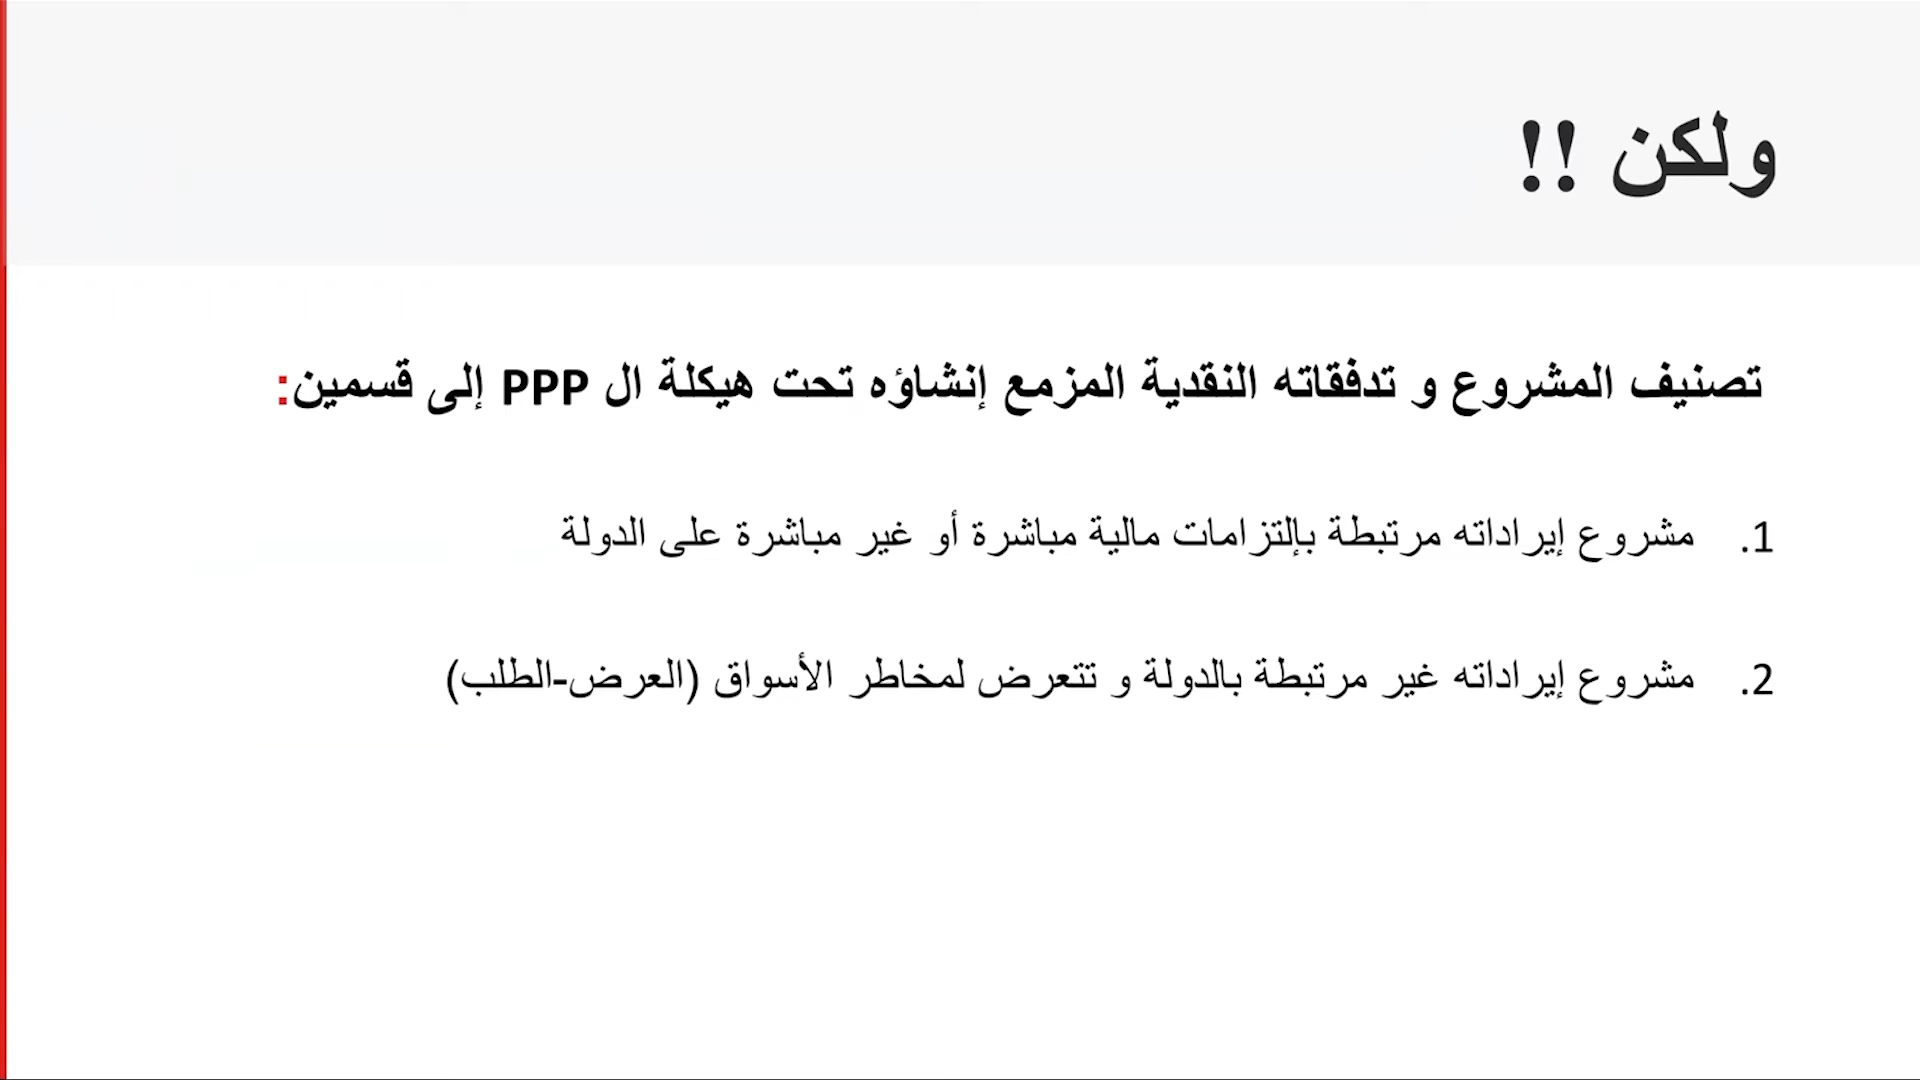 ولكن !!
تصنيف المشروع و تدفقاته النقدية المزمع إنشاؤه تحت هيكلة ال PPP إلى قسمين:
1. مشروع إيراداته مرتبطة بإلتزامات مالية مباشرة أو غير مباشرة على الدولة
2. مشروع إيراداته غير مرتبطة بالدولة و تتعرض لمخاطر الأسواق (العرض-الطلب)